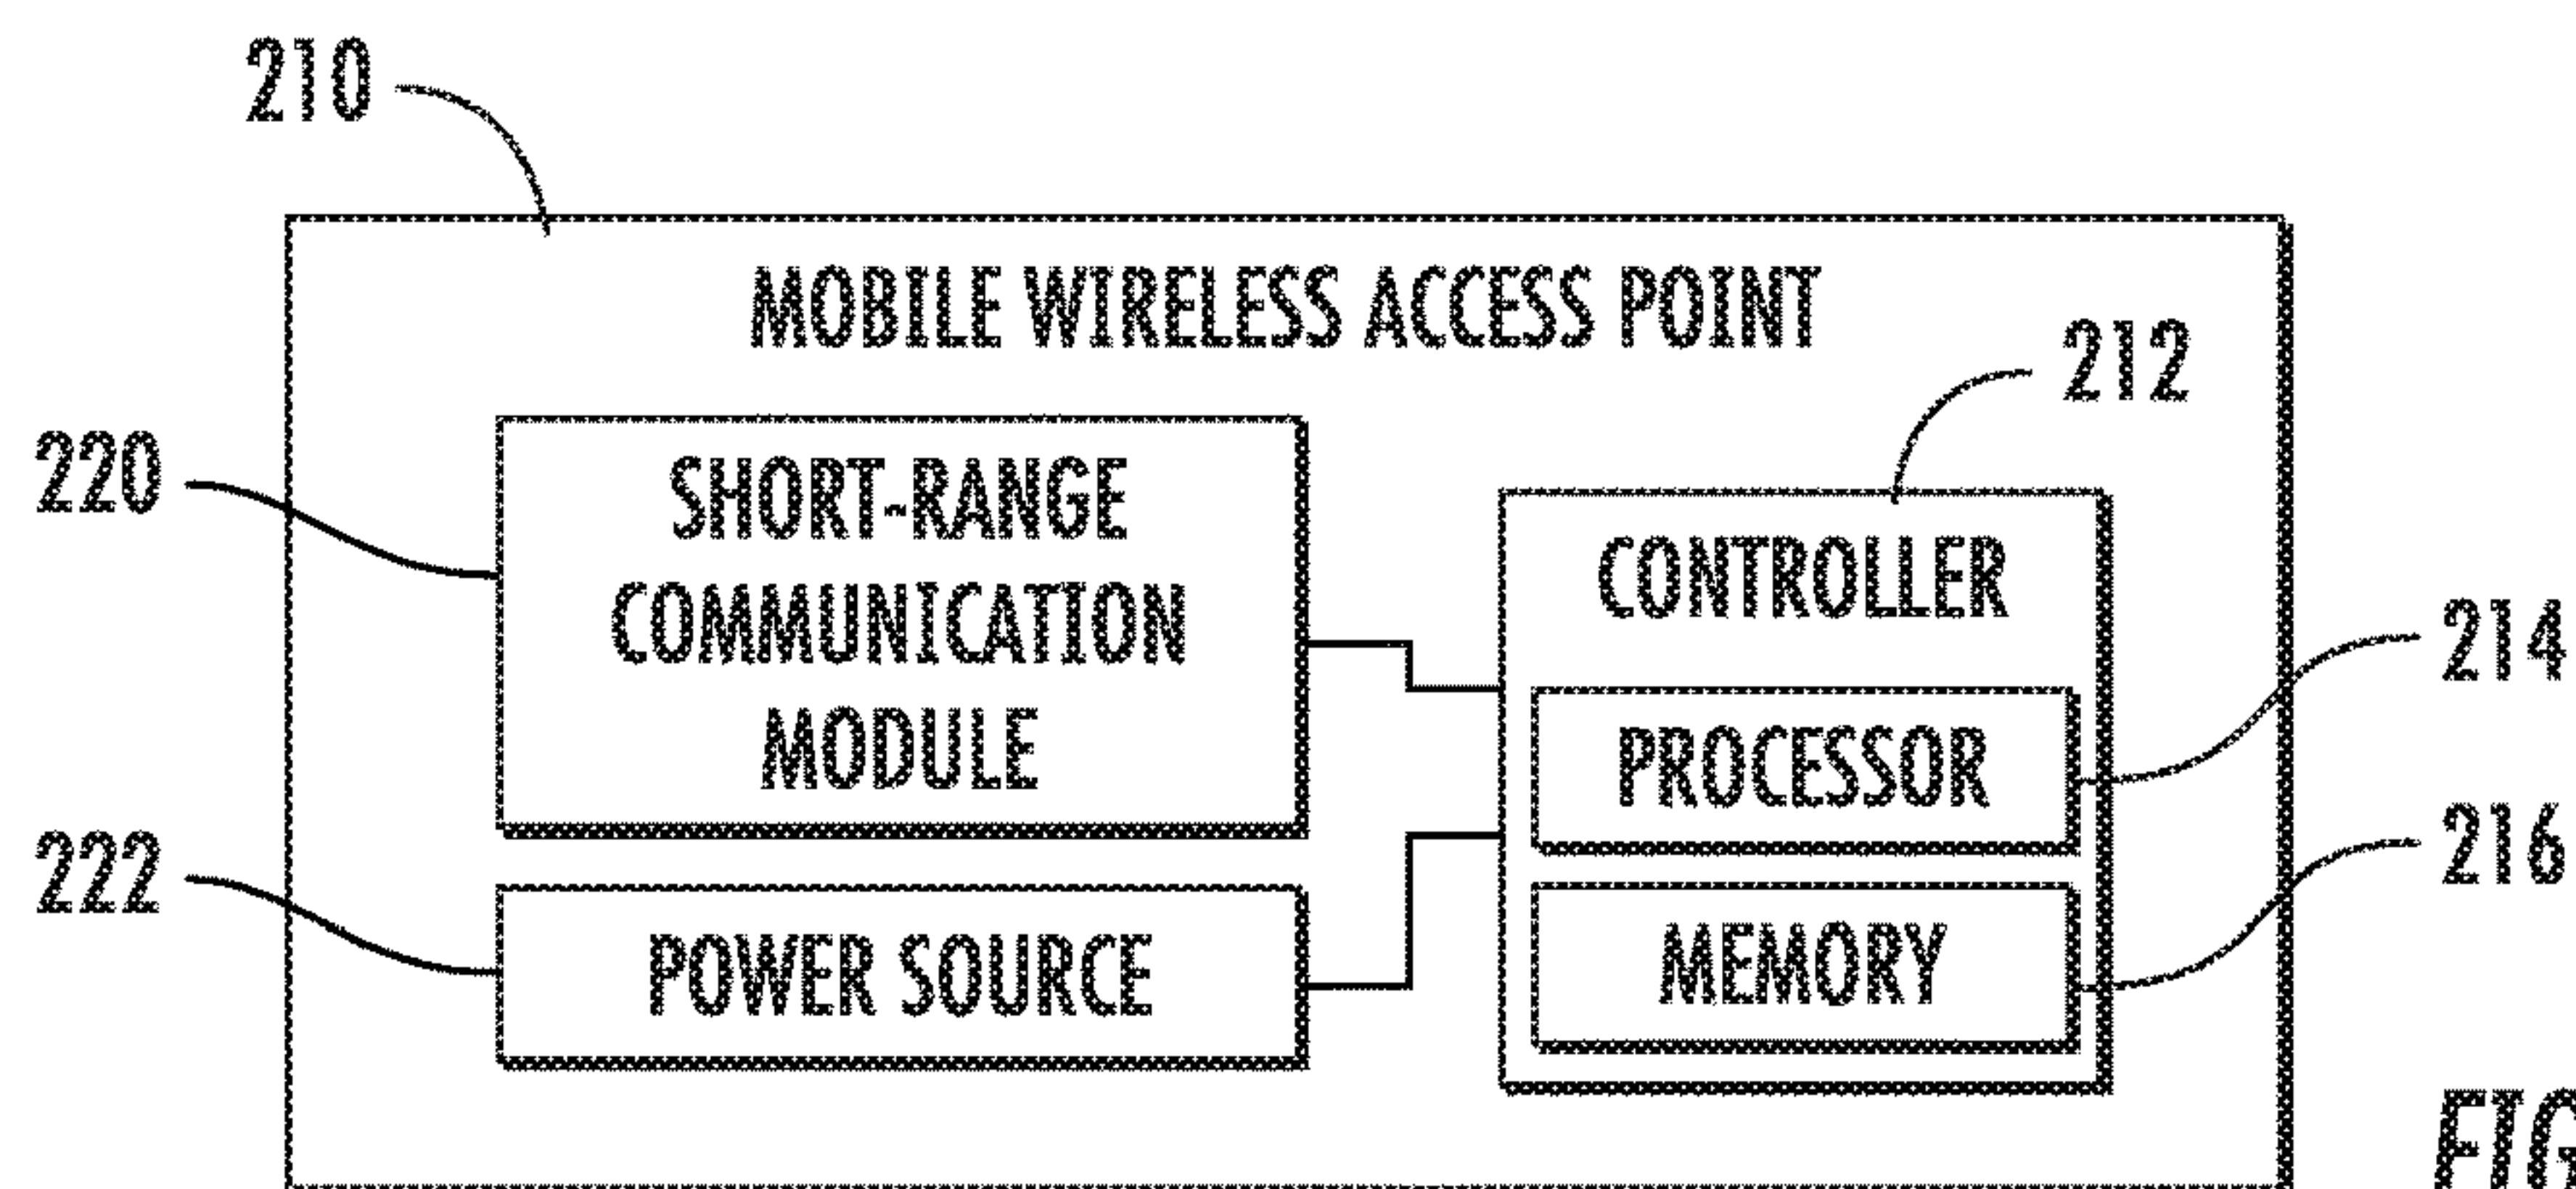 210
MOBILE WIRELESS ACCESS POINT
212
220
SHORT-RANGE
COMMUNICATION
MODULE
CONTROLLER
214
PROCESSOR
222
POWER SOURCE
216
MEMORY
FIG